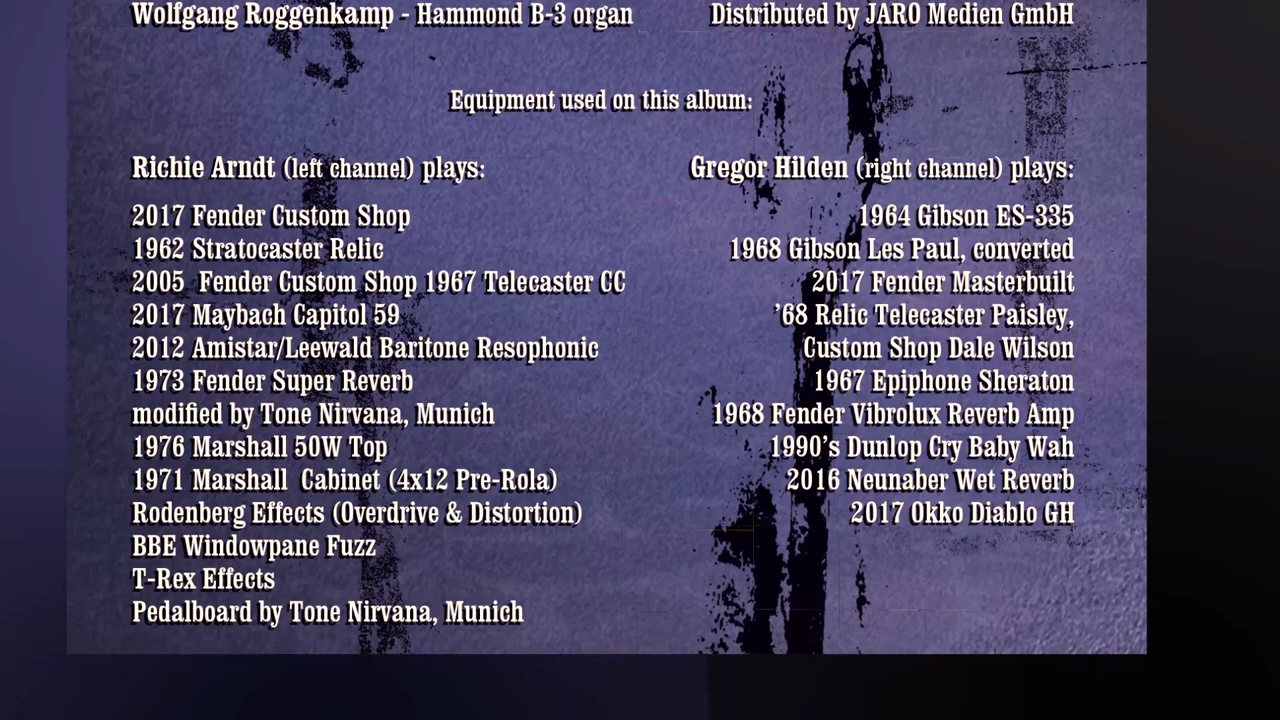 Wolfgang Roggenkamp - Hammond B-3 organ
Distributed by JARO Medien GmbH
Equipment used on this album:
Richie Arndt (left channel) plays:
2017 Fender Custom Shop
1962 Stratocaster Relic
2005  Fender Custom Shop 1967 Telecaster CC
2017 Maybach Capitol 59
2012 Amistar/Leewald Baritone Resophonic
1973 Fender Super Reverb
modified by Tone Nirvana, Munich
1976 Marshall 50W Top
1971 Marshall  Cabinet (4x12 Pre-Rola)
Rodenberg Effects (Overdrive & Distortion)
BBE Windowpane Fuzz
T-Rex Effects
Pedalboard by Tone Nirvana, Munich
Gregor Hilden (right channel) plays:
1964 Gibson ES-335
1968 Gibson Les Paul, converted
2017 Fender Masterbuilt
’68 Relic Telecaster Paisley,
Custom Shop Dale Wilson
1967 Epiphone Sheraton
1968 Fender Vibrolux Reverb Amp
1990’s Dunlop Cry Baby Wah
2016 Neunaber Wet Reverb
2017 Okko Diablo GH